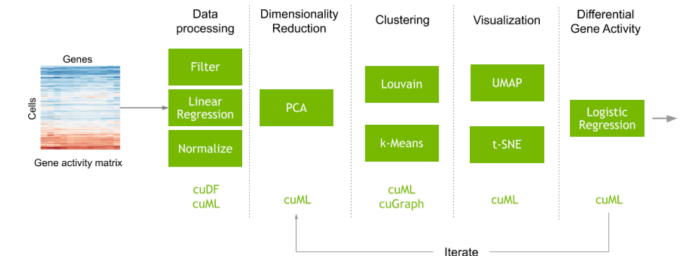 Data
processing
Dimensionality
Reduction
Clustering
Visualization
Differential
Gene Activity
Genes
Cells
Gene activity matrix
Filter
Linear
Regression
Normalize
PCA
Louvain
k-Means
UMAP
t-SNE
Logistic
Regression
cuDF
cuML
cuML
cuML
cuGraph
cuML
cuML
Iterate